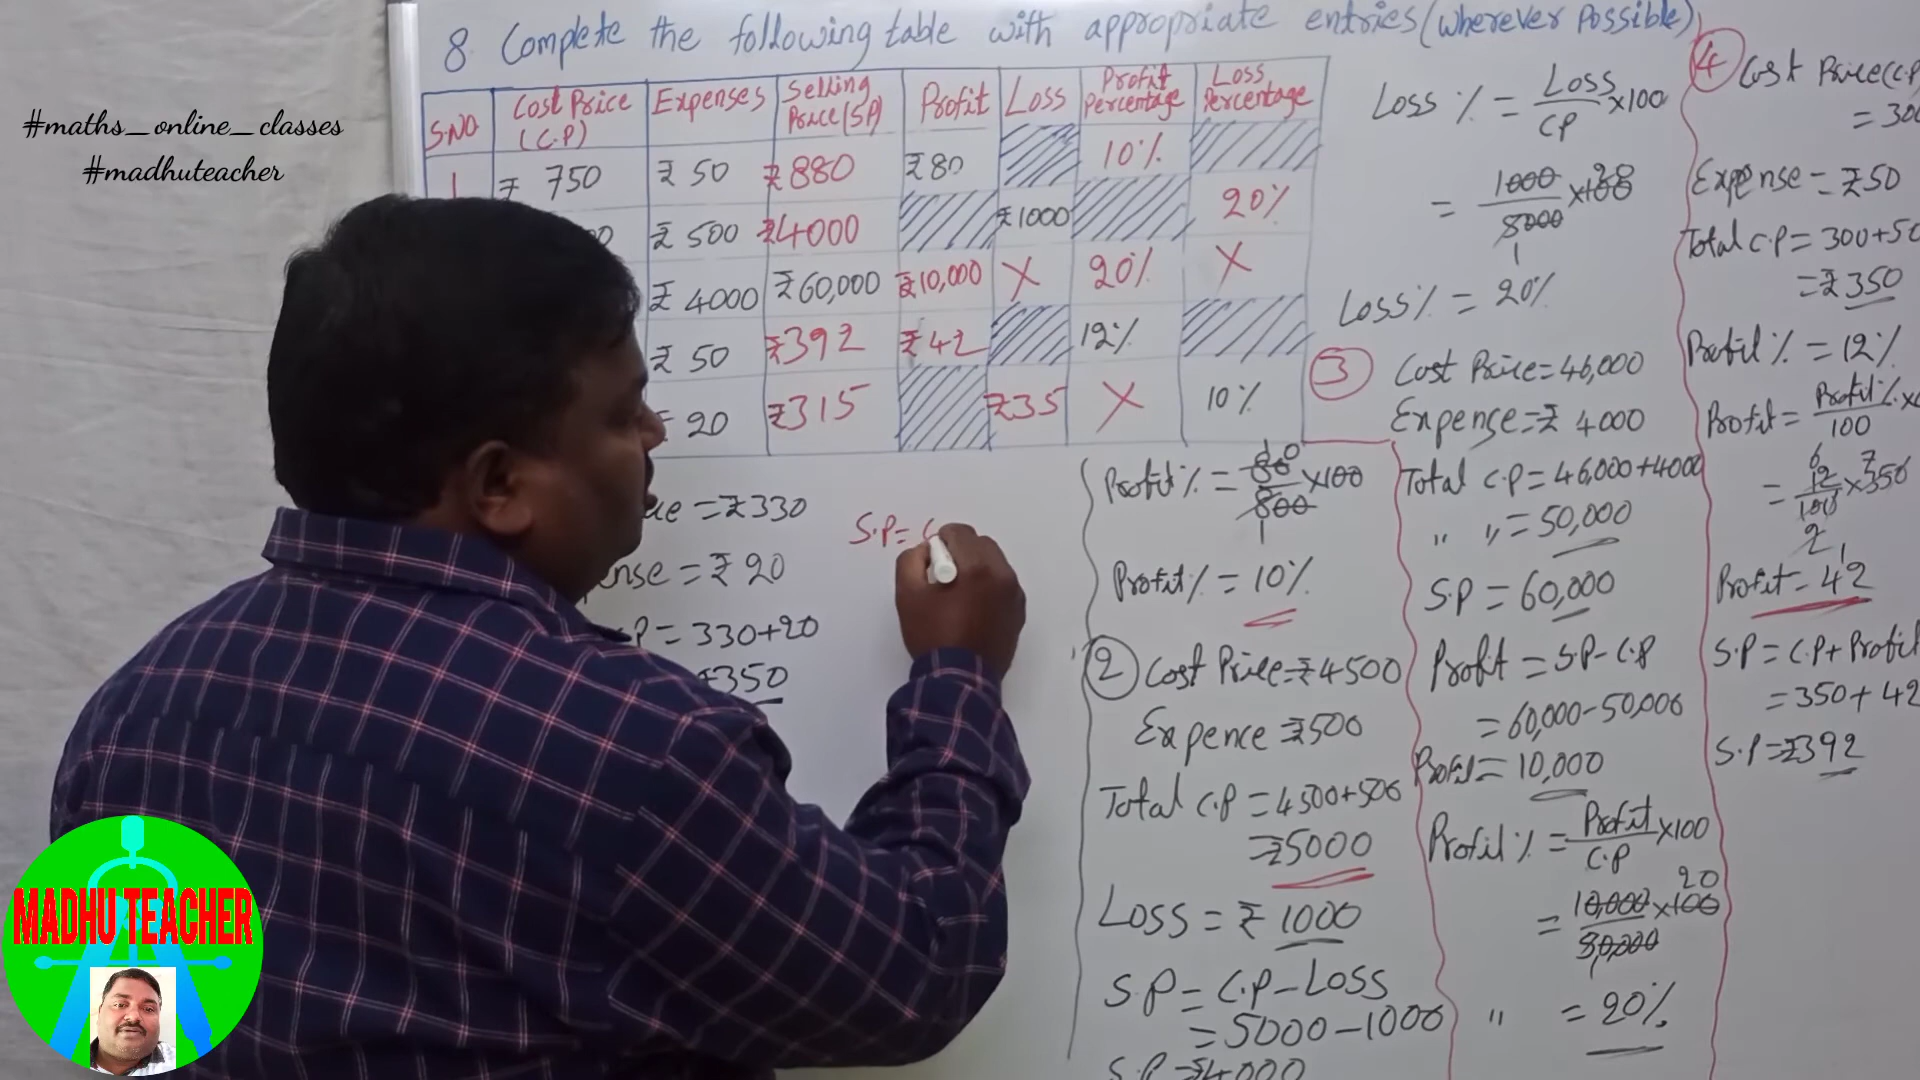 8 Complete the following table with appropriate entries (Wherever Possible)
#maths_online_classes
#madhuteacher
S.NO Cost Price (C.P) Expenses Selling Price (SP) Profit Loss Profit Percentage Loss Percentage
1 ₹ 750 ₹ 50 ₹880 ₹80 10%
₹ 500 ₹4000 ₹1000 20%
₹ 4000 ₹60,000 ₹10,000 X 20% X
₹ 50 ₹392 ₹42 12%
₹ 20 ₹315 ₹35 X 10%
= ₹330
= ₹20
= 330+20
₹350
S.P =
Profit % = 80/800 ×100
Profit % = 10%
2 Cost Price = ₹4500
Expence = ₹500
Total C.P = 4500+500
= ₹5000
Loss = ₹ 1000
S.P = C.P - Loss
= 5000 - 1000
S.P = ₹4000
Loss % = Loss/CP ×100
= 1000/5000 ×100
Loss % = 20%
3 Cost Price = 46,000
Expense = ₹ 4000
Total C.P = 46,000+4000
" " = 50,000
S.P = 60,000
Profit = S.P - C.P
= 60,000 - 50,000
Profit = 10,000
Profit % = Profit/C.P ×100
= 10,000/50,000 ×100 20
" = 20%
4 Cost Price (C.P)
= 300
Expense = ₹50
Total C.P = 300+50
= ₹350
Profit % = 12%
Profit = Profit %/100 ×
= 12/100 ×350
Profit = 42
S.P = C.P + Profit
= 350 + 42
S.P = ₹392
MADHU TEACHER